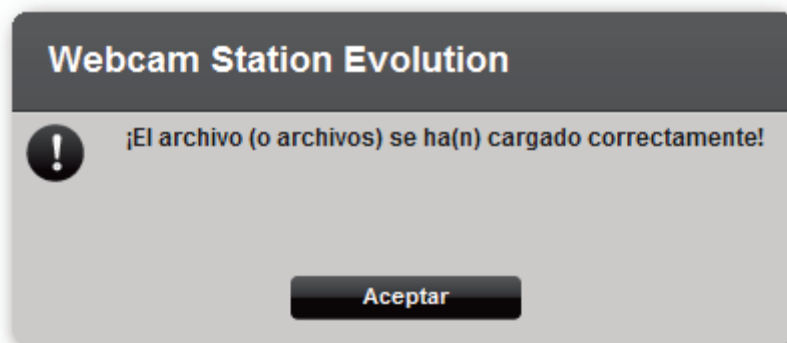 Webcam Station Evolution
¡El archivo (o archivos) se ha(n) cargado correctamente!
Aceptar